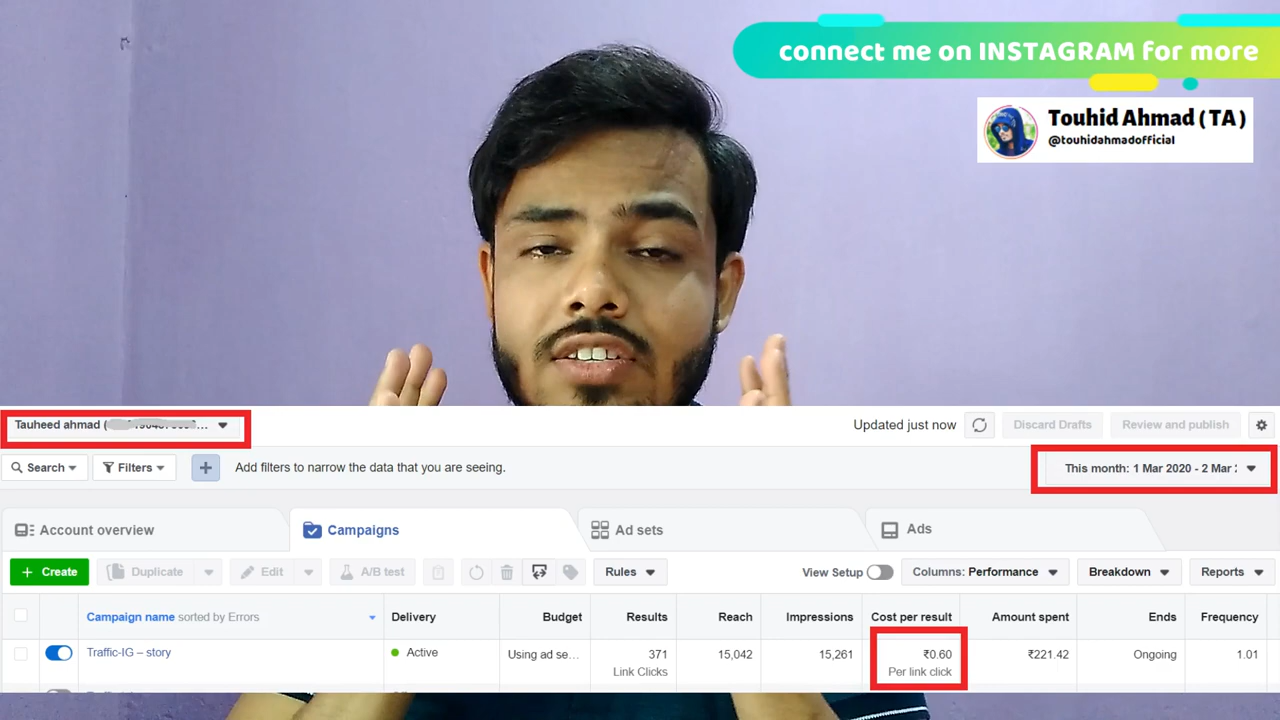 connect me on INSTAGRAM for more
Touhid Ahmad ( TA )
@touhidahmadofficial
Tauheed ahmad (
Updated just now
Discard Drafts
Review and publish
Search
Filters
Add filters to narrow the data that you are seeing.
This month: 1 Mar 2020 - 2 Mar
Account overview
Campaigns
Ad sets
Ads
+ Create
Duplicate
Edit
A/B test
Rules
View Setup
Columns: Performance
Breakdown
Reports
Campaign name sorted by Errors
Delivery
Budget
Results
Reach
Impressions
Cost per result
Amount spent
Ends
Frequency
Traffic-IG – story
Active
Using ad se...
371
Link Clicks
15,042
15,261
₹0.60
Per link click
₹221.42
Ongoing
1.01